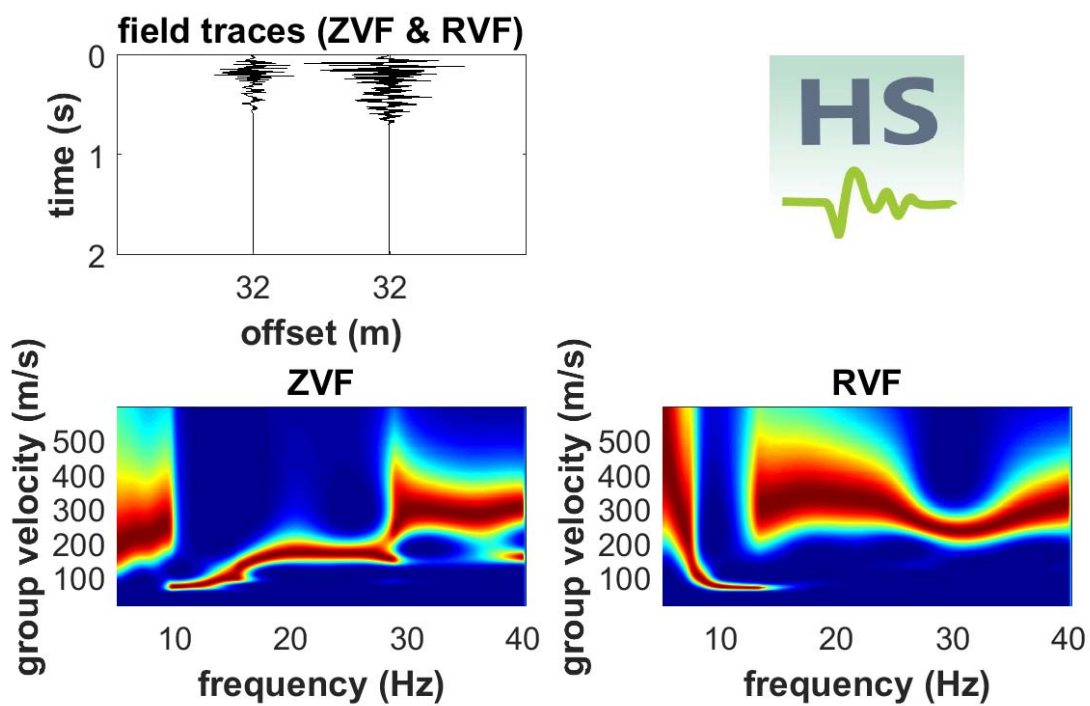 field traces (ZVF & RVF)
time (s)
0
1
2
32 32
offset (m)
HS
ZVF
group velocity (m/s)
500
400
300
200
100
10 20 30 40
frequency (Hz)
RVF
group velocity (m/s)
500
400
300
200
100
10 20 30 40
frequency (Hz)